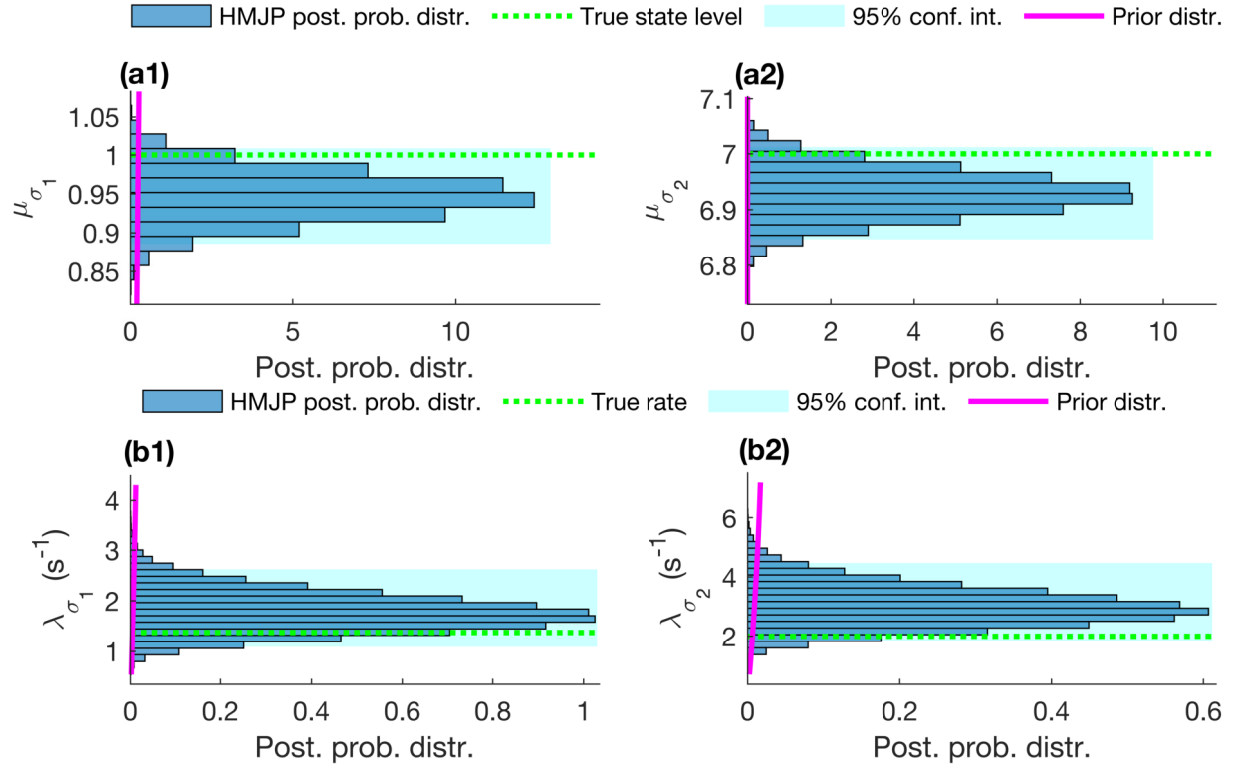 HMJP post. prob. distr. True state level 95% conf. int. Prior distr.
(a1) (a2)
1.05
1
0.95
0.9
0.85
μ_σ₁
0 5 10
Post. prob. distr.
7.1
7
6.9
6.8
μ_σ₂
0 2 4 6 8 10
Post. prob. distr.
HMJP post. prob. distr. True rate 95% conf. int. Prior distr.
(b1) (b2)
4
3
2
1
λ_σ₁ (s⁻¹)
0 0.2 0.4 0.6 0.8 1
Post. prob. distr.
6
4
2
λ_σ₂ (s⁻¹)
0 0.2 0.4 0.6
Post. prob. distr.